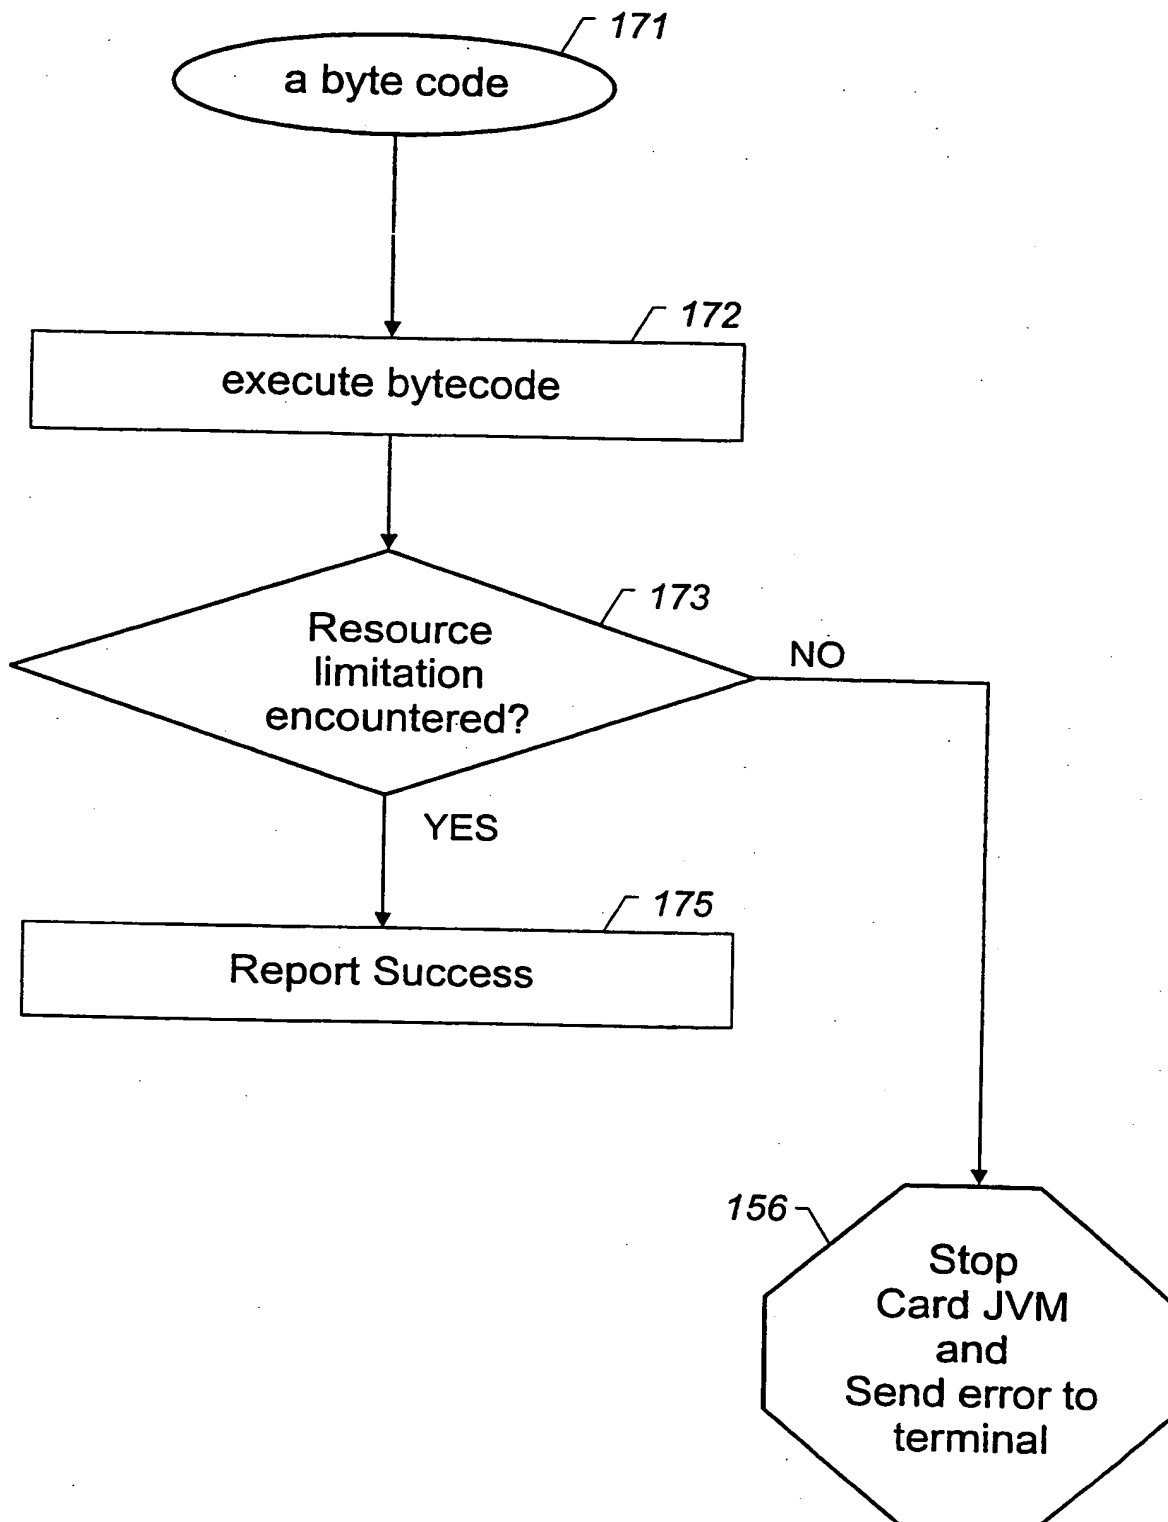 171
a byte code
172
execute bytecode
173
Resource
limitation
encountered?
NO
YES
175
Report Success
156
Stop
Card JVM
and
Send error to
terminal